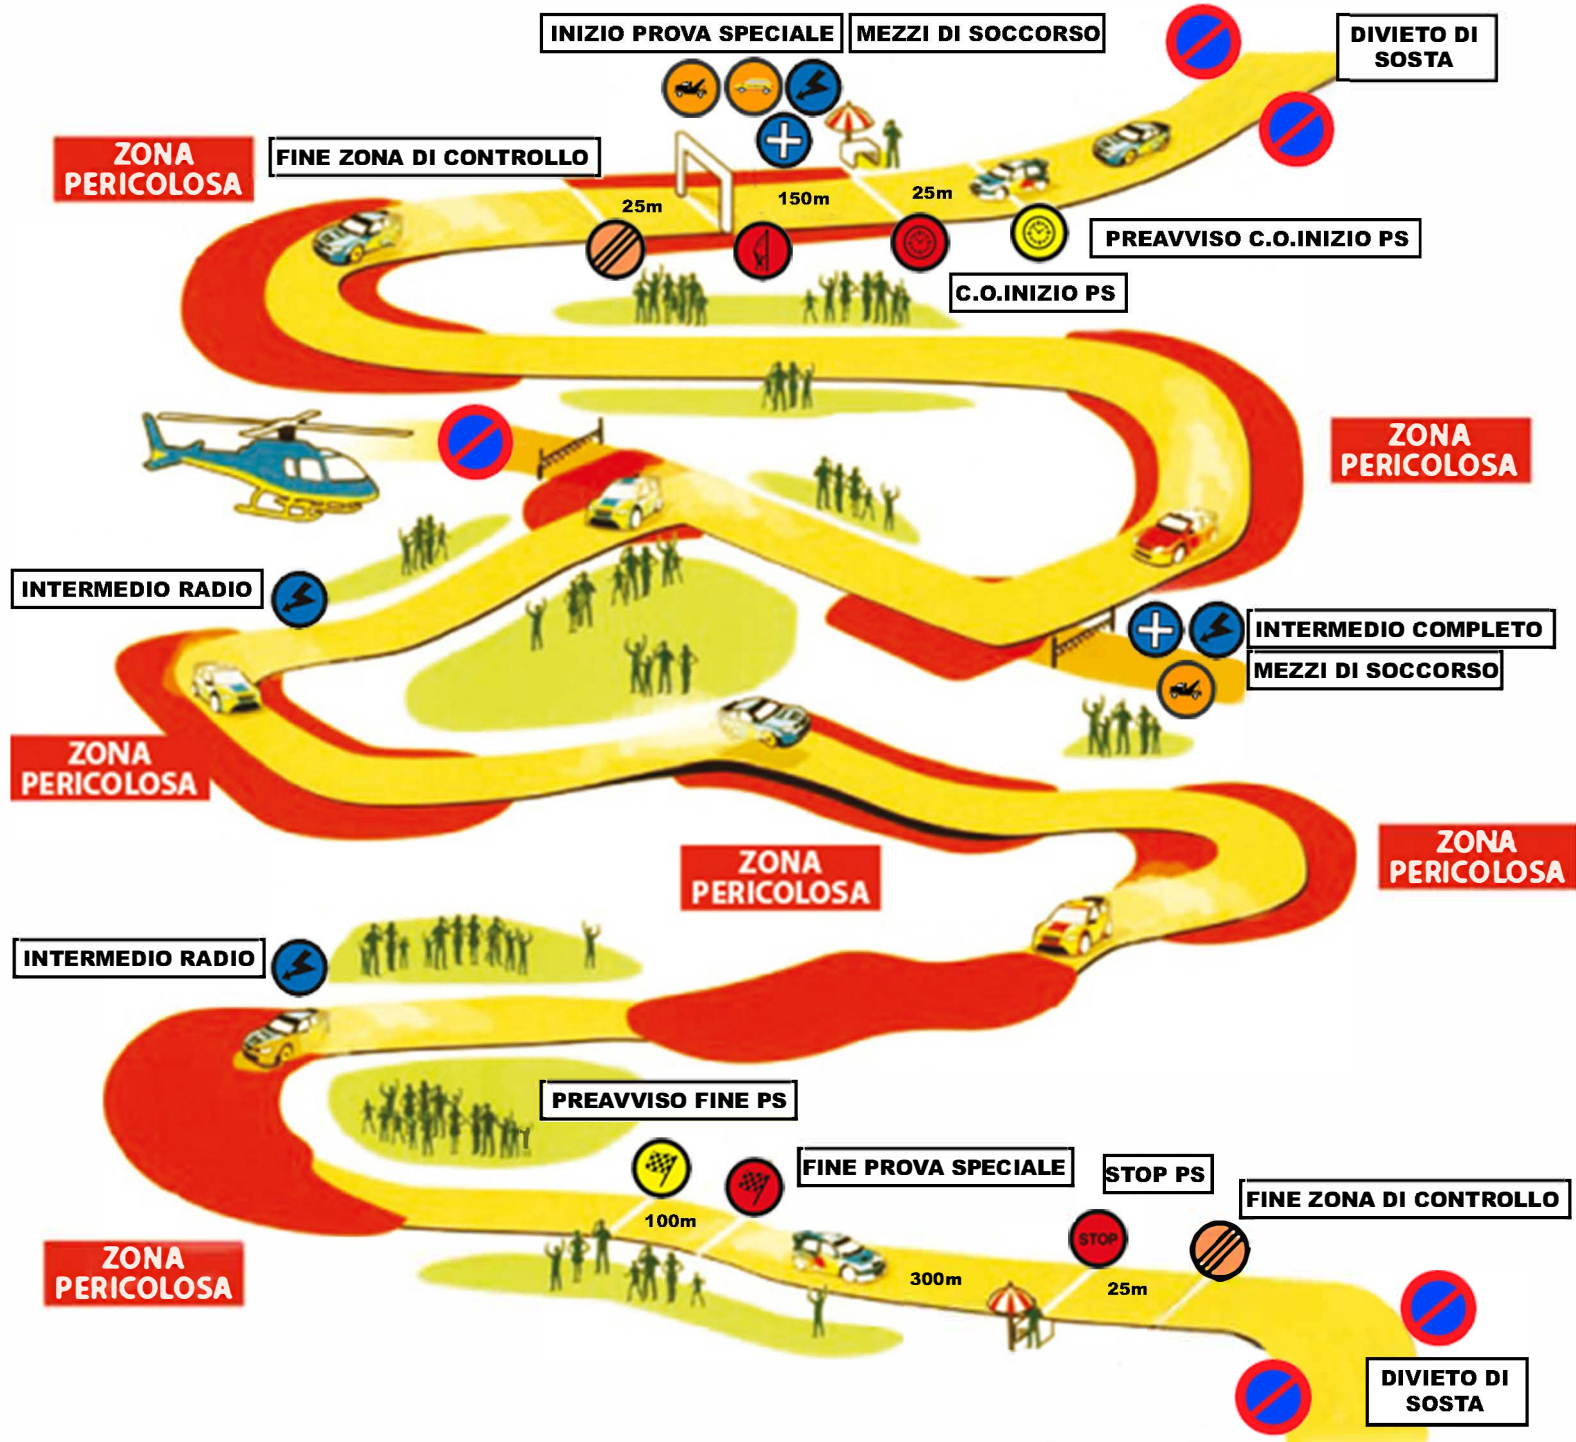 INIZIO PROVA SPECIALE
MEZZI DI SOCCORSO
DIVIETO DI
SOSTA
ZONA
PERICOLOSA
FINE ZONA DI CONTROLLO
25m
150m
25m
PREAVVISO C.O.INIZIO PS
C.O.INIZIO PS
ZONA
PERICOLOSA
INTERMEDIO RADIO
INTERMEDIO COMPLETO
MEZZI DI SOCCORSO
ZONA
PERICOLOSA
ZONA
PERICOLOSA
ZONA
PERICOLOSA
INTERMEDIO RADIO
PREAVVISO FINE PS
FINE PROVA SPECIALE
STOP PS
FINE ZONA DI CONTROLLO
100m
STOP
300m
25m
ZONA
PERICOLOSA
DIVIETO DI
SOSTA